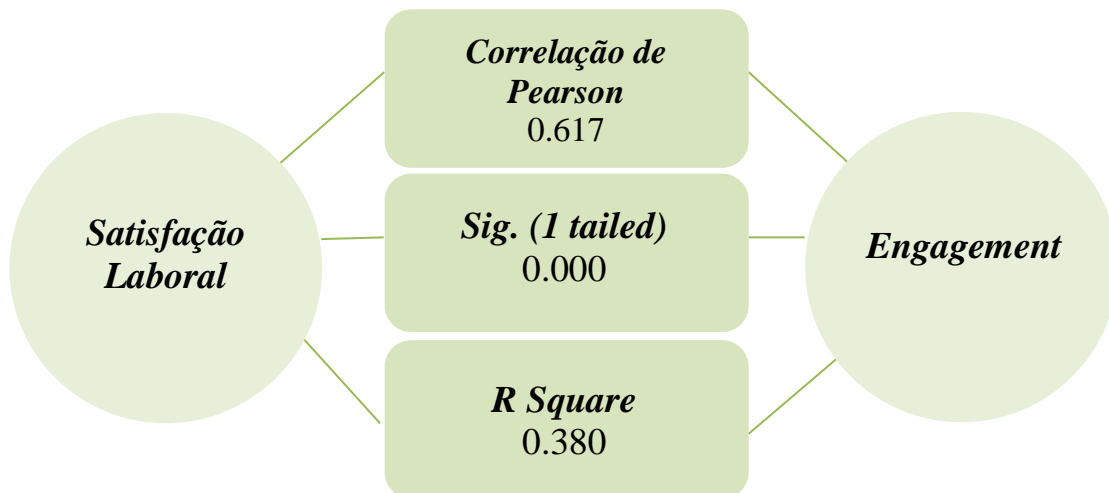 Correlação de
Pearson
0.617
Satisfação
Laboral
Sig. (1 tailed)
0.000
Engagement
R Square
0.380